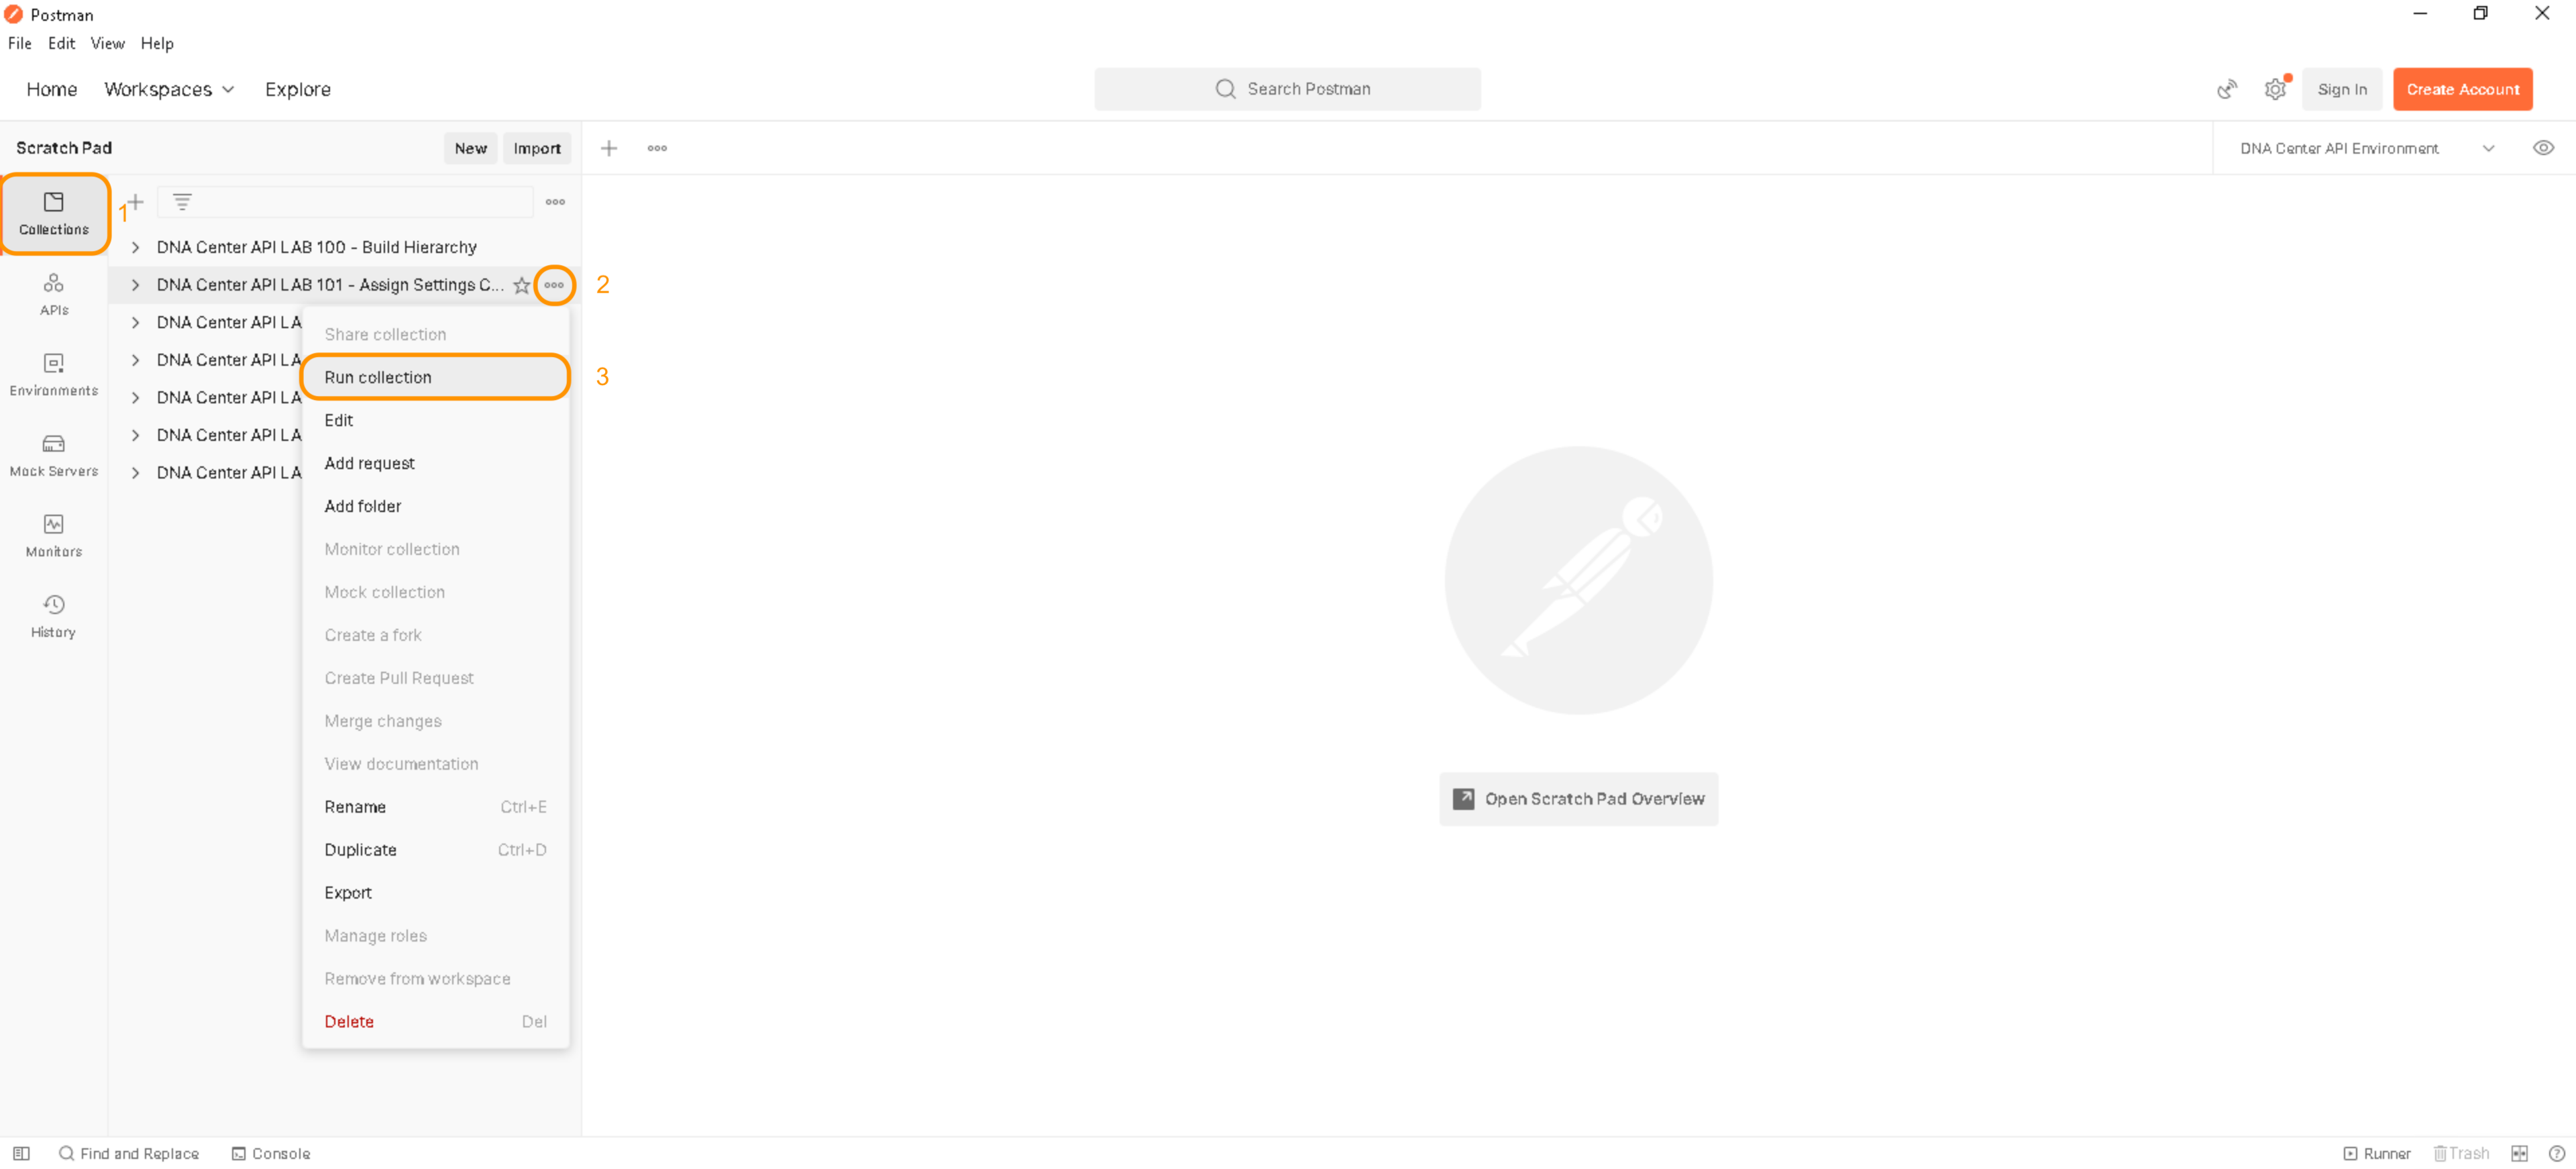 Postman
File Edit View Help
Home Workspaces Explore
Search Postman
Sign In
Create Account
Scratch Pad
New
Import
DNA Center API Environment
Collections
1
APIs
Environments
Mock Servers
Monitors
History
DNA Center API LAB 100 - Build Hierarchy
DNA Center API LAB 101 - Assign Settings C...
2
DNA Center API LA
DNA Center API LA
DNA Center API LA
DNA Center API LA
DNA Center API LA
Share collection
Run collection
3
Edit
Add request
Add folder
Monitor collection
Mock collection
Create a fork
Create Pull Request
Merge changes
View documentation
Rename Ctrl+E
Duplicate Ctrl+D
Export
Manage roles
Remove from workspace
Delete Del
Open Scratch Pad Overview
Find and Replace
Console
Runner
Trash